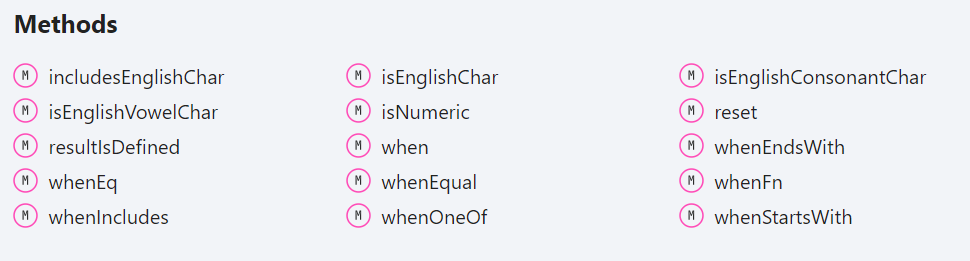 Methods
M includesEnglishChar M isEnglishChar M isEnglishConsonantChar
M isEnglishVowelChar M isNumeric M reset
M resultIsDefined M when M whenEndsWith
M whenEq M whenEqual M whenFn
M whenIncludes M whenOneOf M whenStartsWith